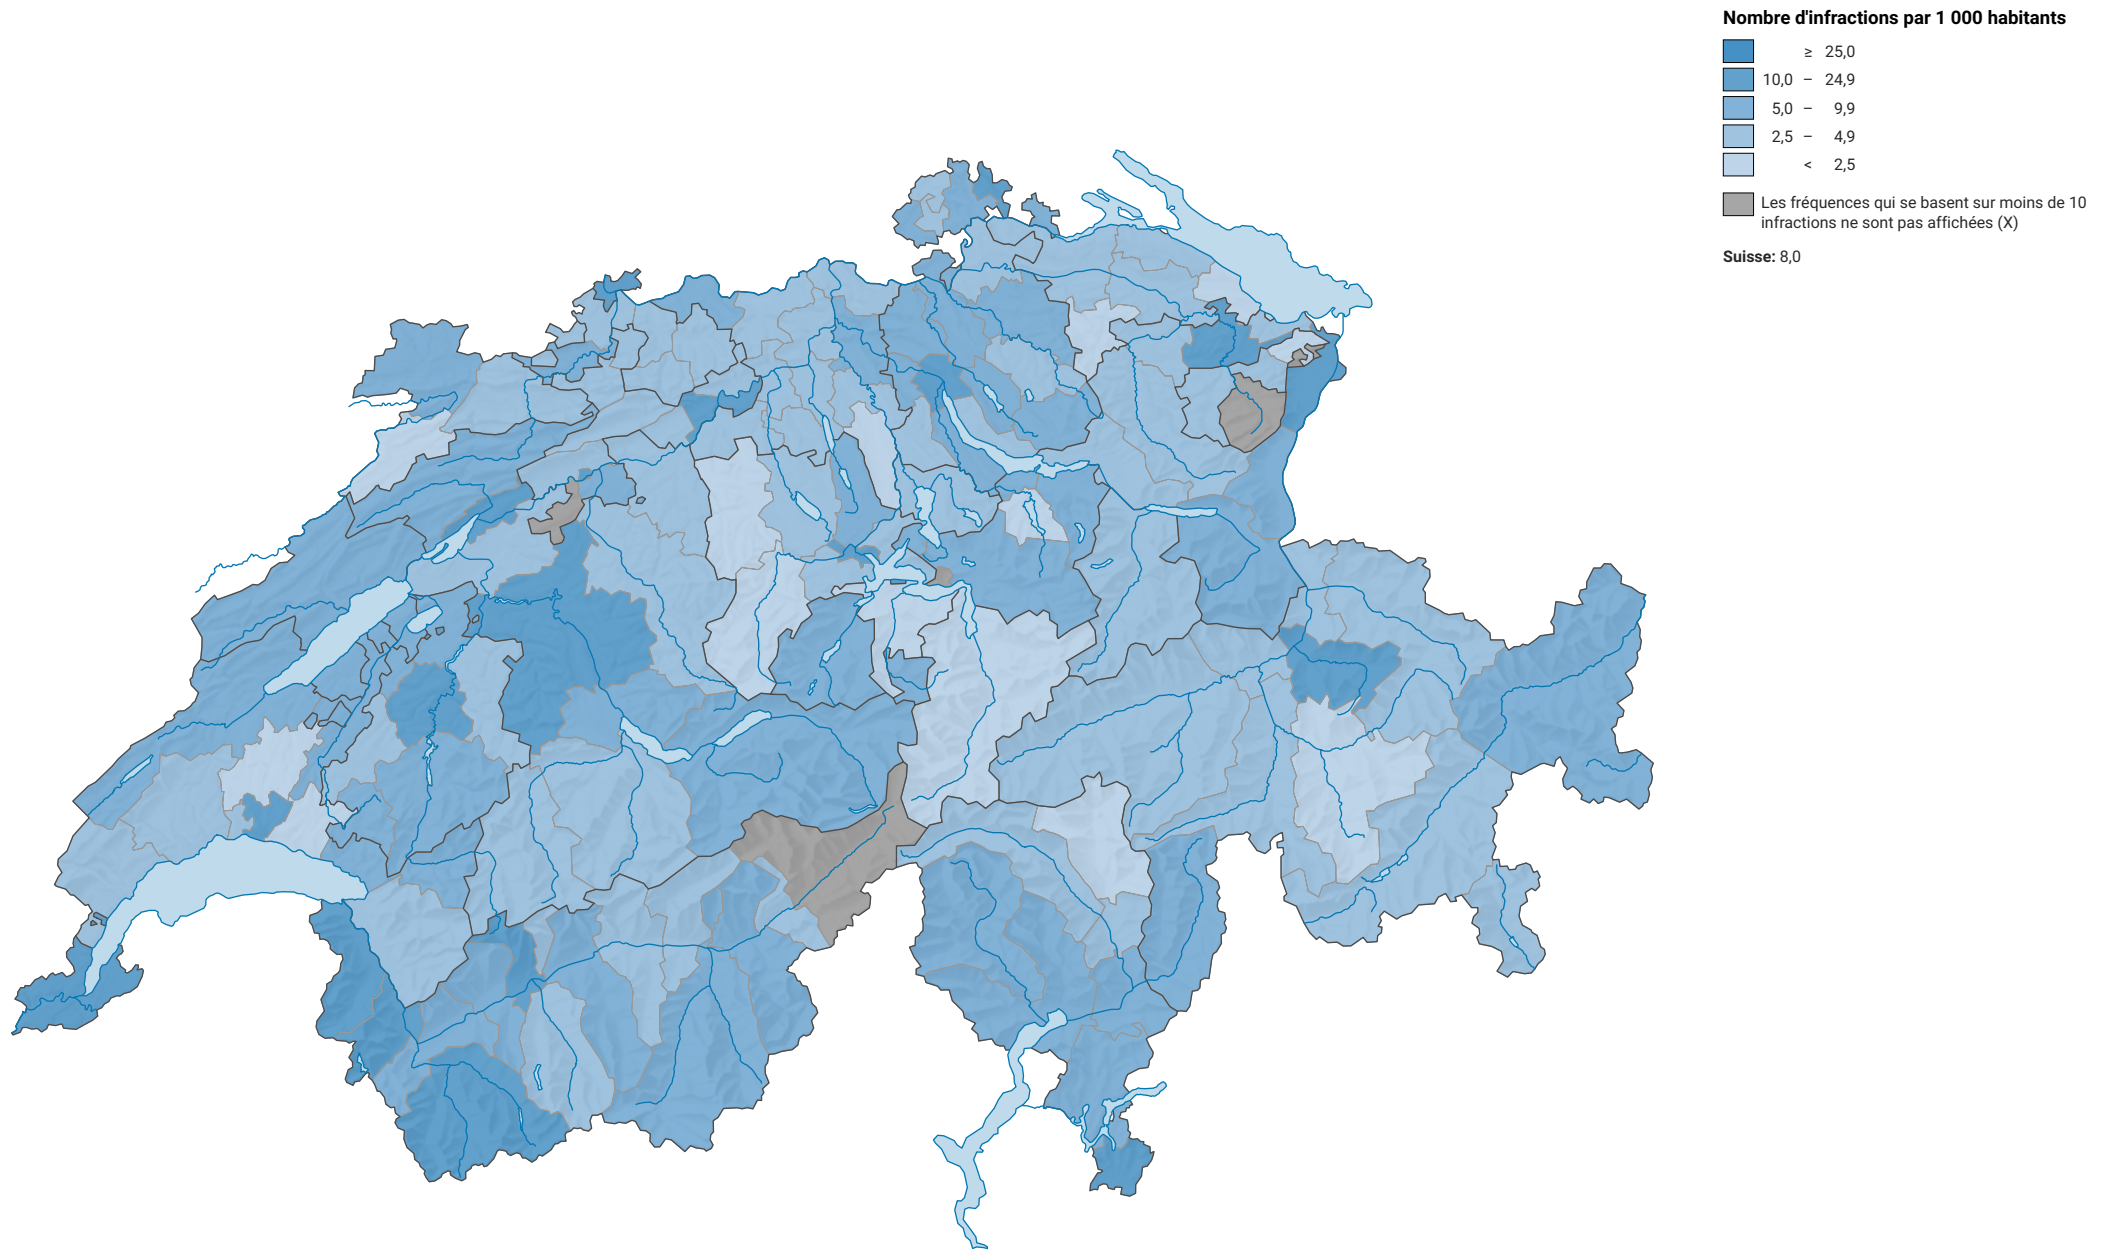 Nombre d'infractions par 1 000 habitants
≥ 25,0
10,0 – 24,9
5,0 – 9,9
2,5 – 4,9
< 2,5
Les fréquences qui se basent sur moins de 10
infractions ne sont pas affichées (X)
Suisse: 8,0